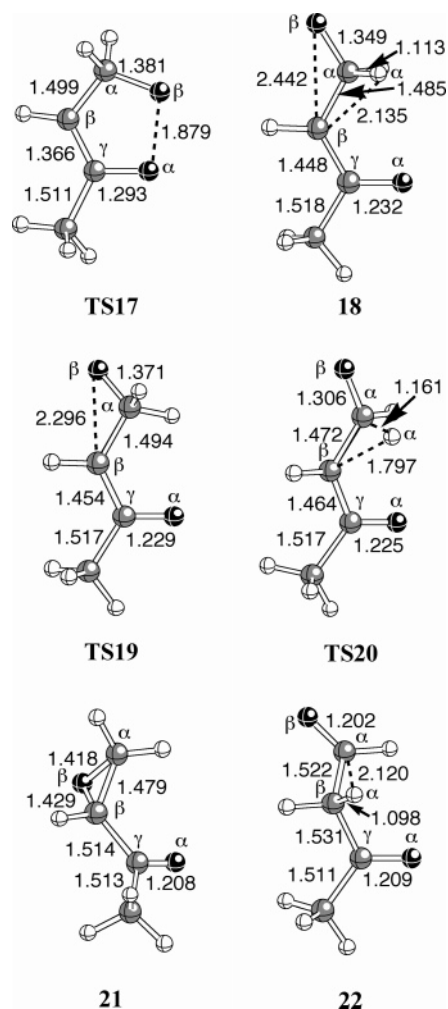 β
1.349
1.113
1.381
α
α
1.499
α
β
2.442
1.485
2.135
β
1.879
β
1.366
γ
α
1.448
γ
α
1.511
1.293
1.518
1.232
TS17
18
β
1.371
β
α
1.161
α
1.306
2.296
1.494
1.472
α
β
β
1.797
1.454
γ
α
1.464
γ
α
1.517
1.229
1.517
1.225
TS19
TS20
α
β
1.202
1.418
α
β
1.479
1.522
2.120
1.429
β
β
α
1.098
γ
α
1.531
γ
α
1.514
1.513
1.208
1.511
1.209
21
22